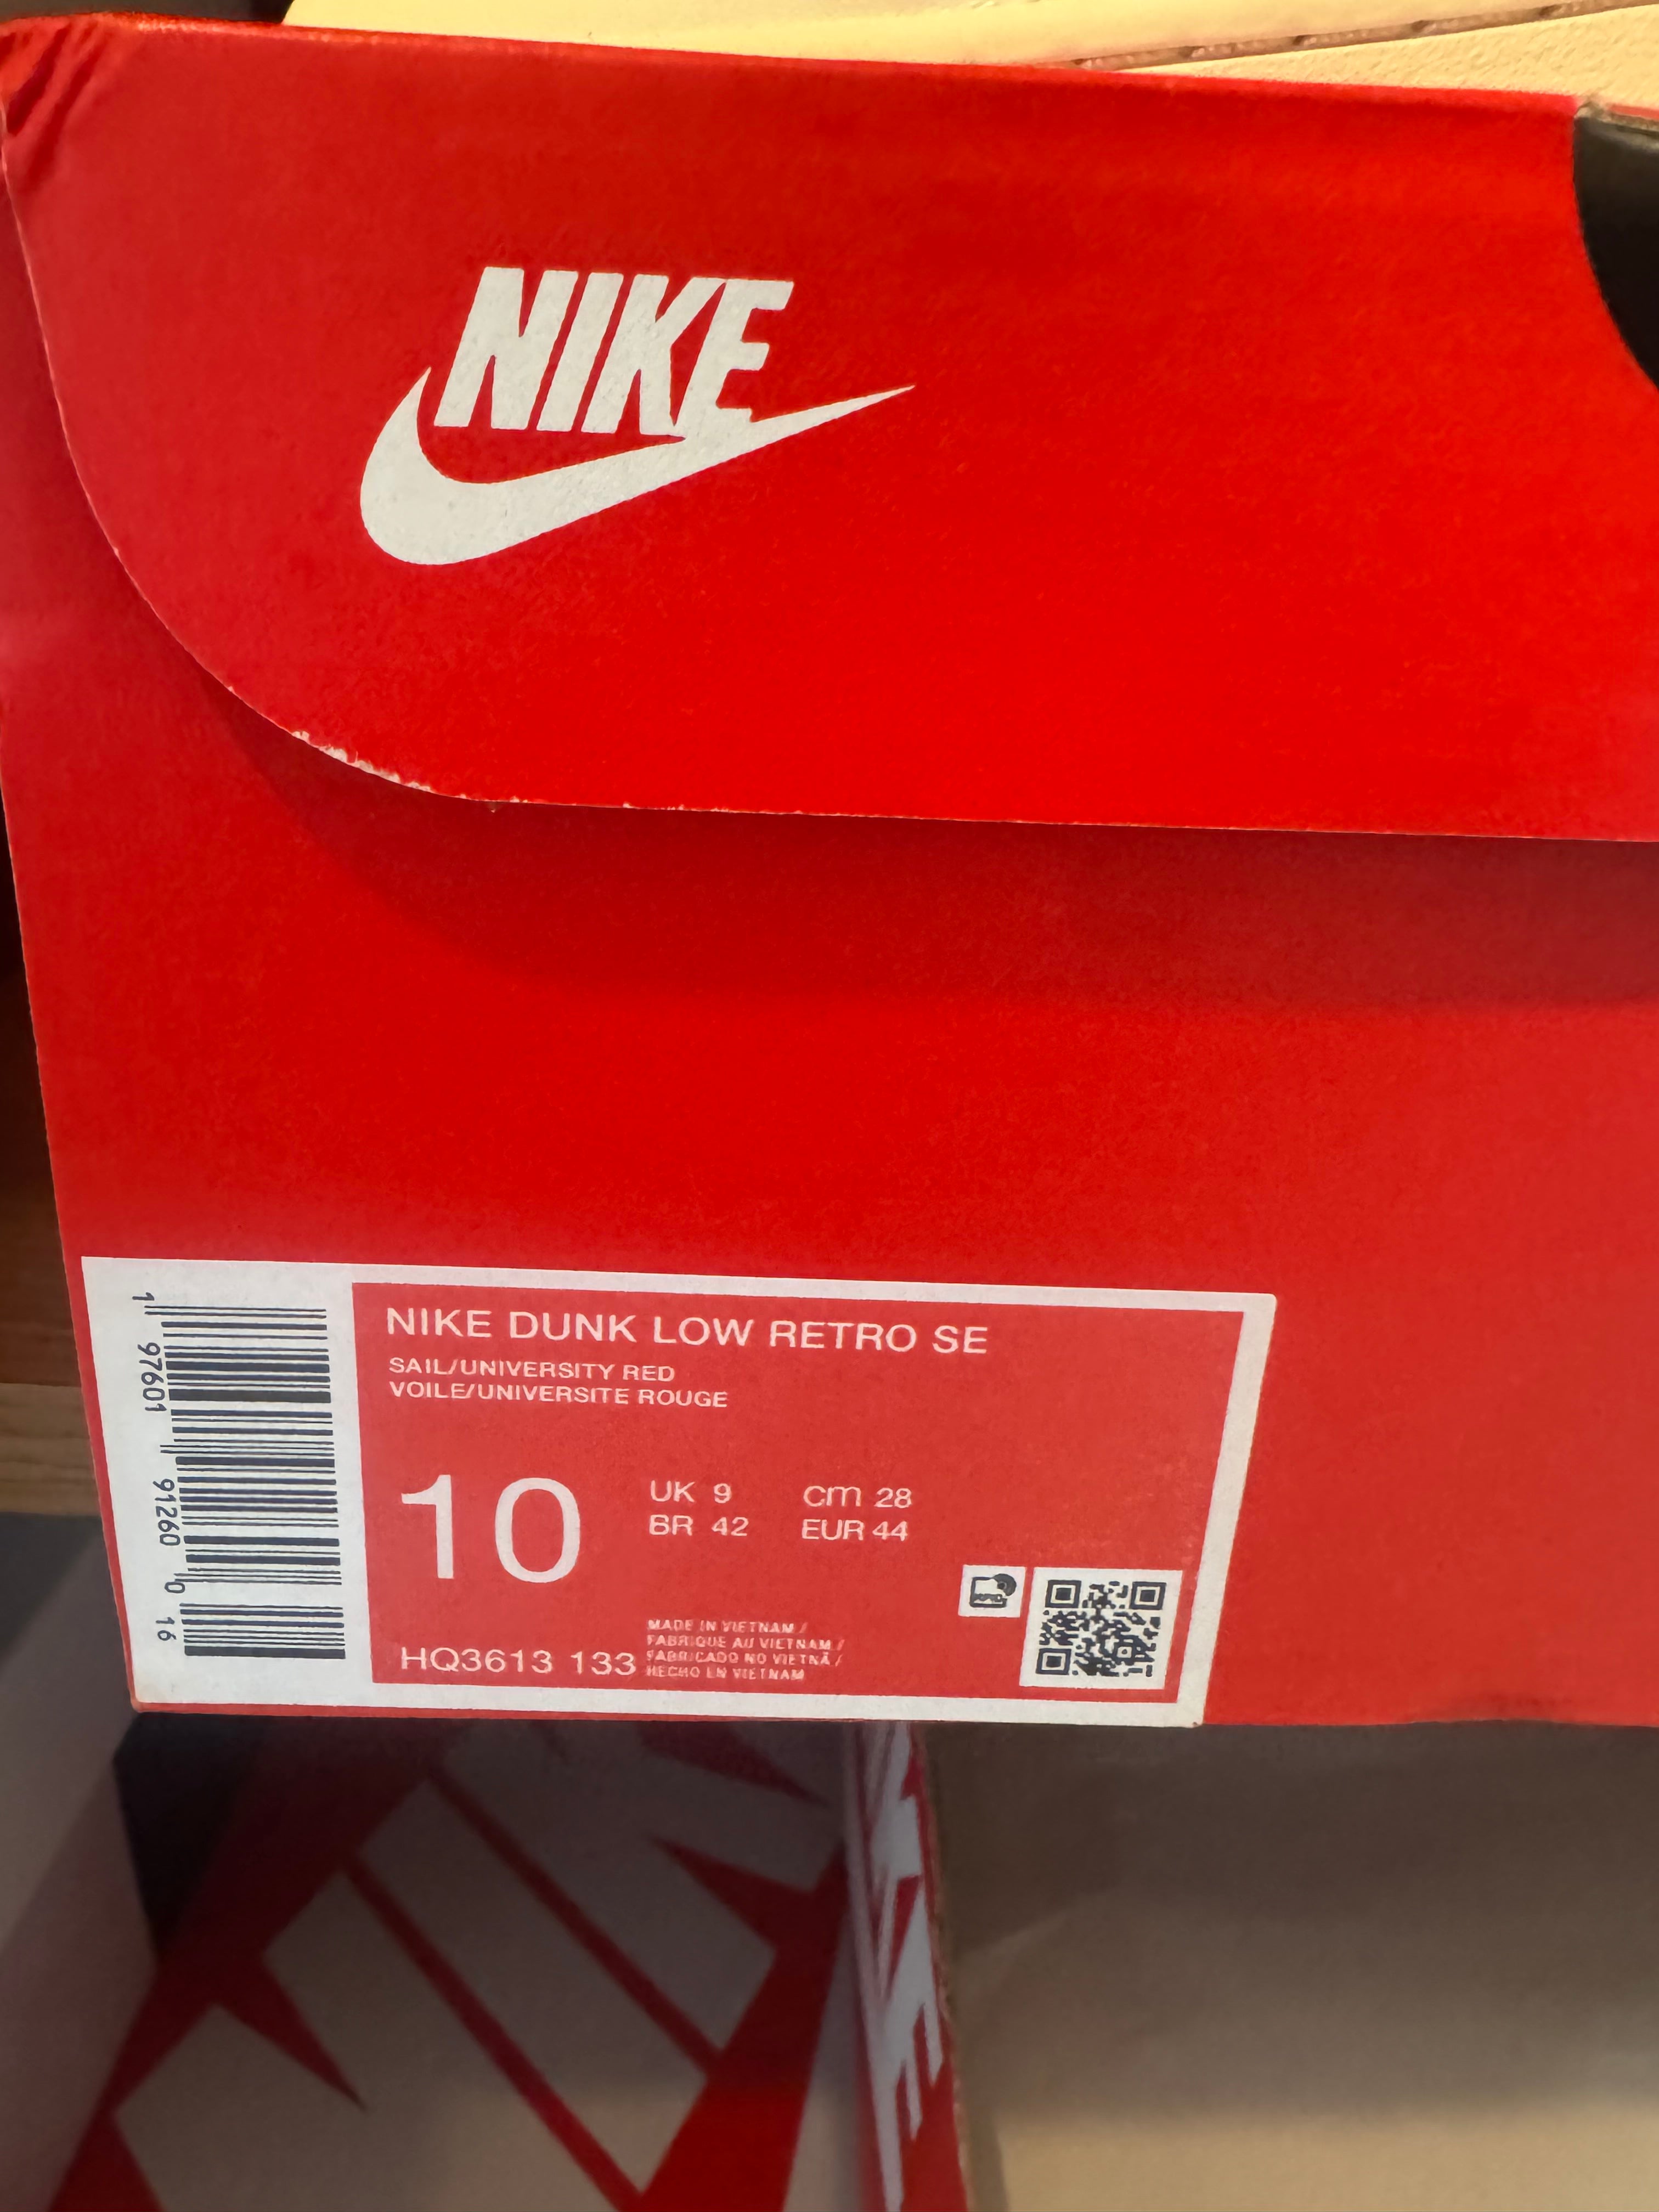 NIKE
NIKE DUNK LOW RETRO SE
SAIL/UNIVERSITY RED
VOILE/UNIVERSITE ROUGE
10
UK 9 cm 28
BR 42 EUR 44
HQ3613 133
MADE IN VIETNAM /
FABRIQUE AU VIETNAM /
FABRICADO NO VIETNÃ /
HECHO EN VIETNAM
1 97601 91260 0 16